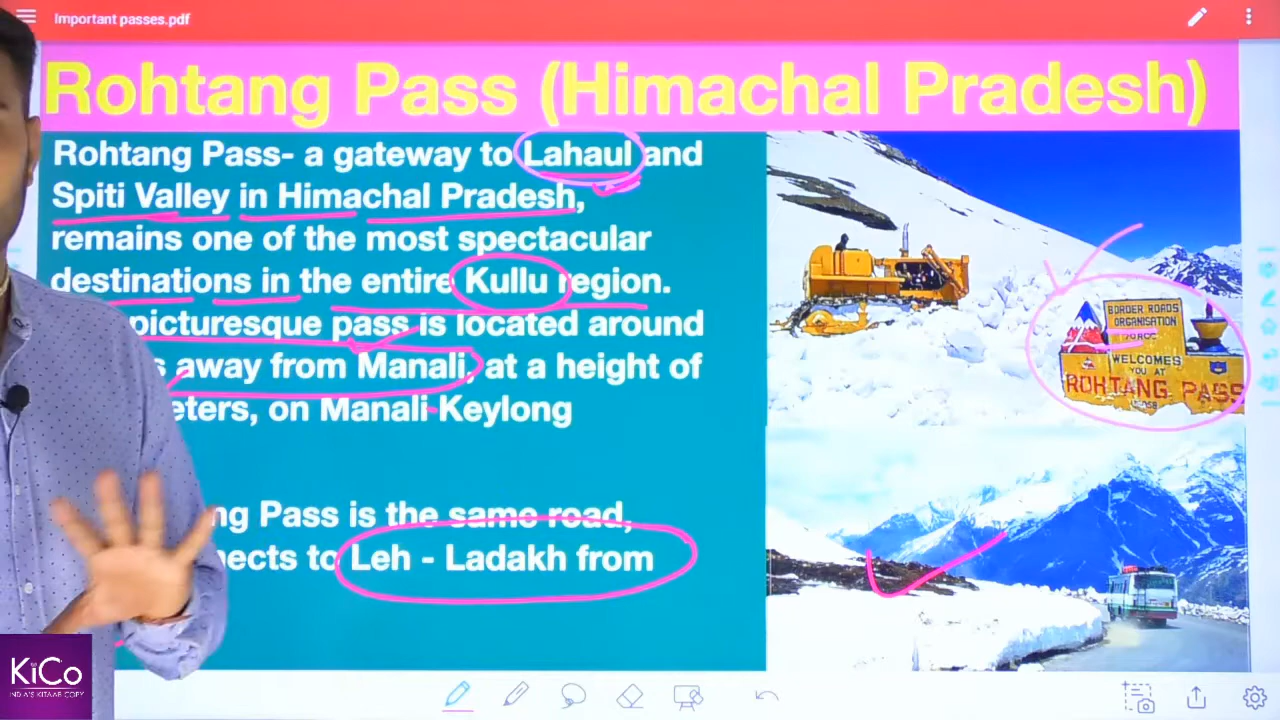 Important passes.pdf
Rohtang Pass (Himachal Pradesh)
Rohtang Pass- a gateway to Lahaul and
Spiti Valley in Himachal Pradesh,
remains one of the most spectacular
destinations in the entire Kullu region.
picturesque pass is located around
away from Manali, at a height of
eters, on Manali-Keylong
ng Pass is the same road,
nects to Leh - Ladakh from
BORDER ROADS
ORGANISATION
WELCOMES
YOU AT
ROHTANG PASS
KiCo
INDIA'S KITAAB COPY